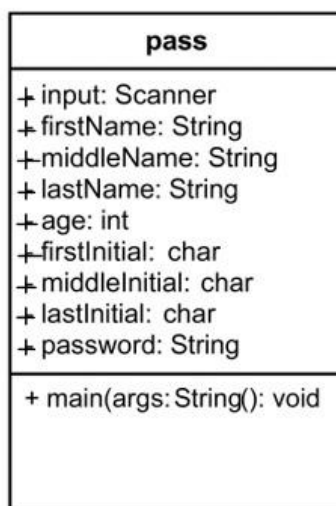 pass
+ input: Scanner
+ firstName: String
+ middleName: String
+ lastName: String
+ age: int
+ firstInitial: char
+ middleInitial: char
+ lastInitial: char
+ password: String
+ main(args:String(): void